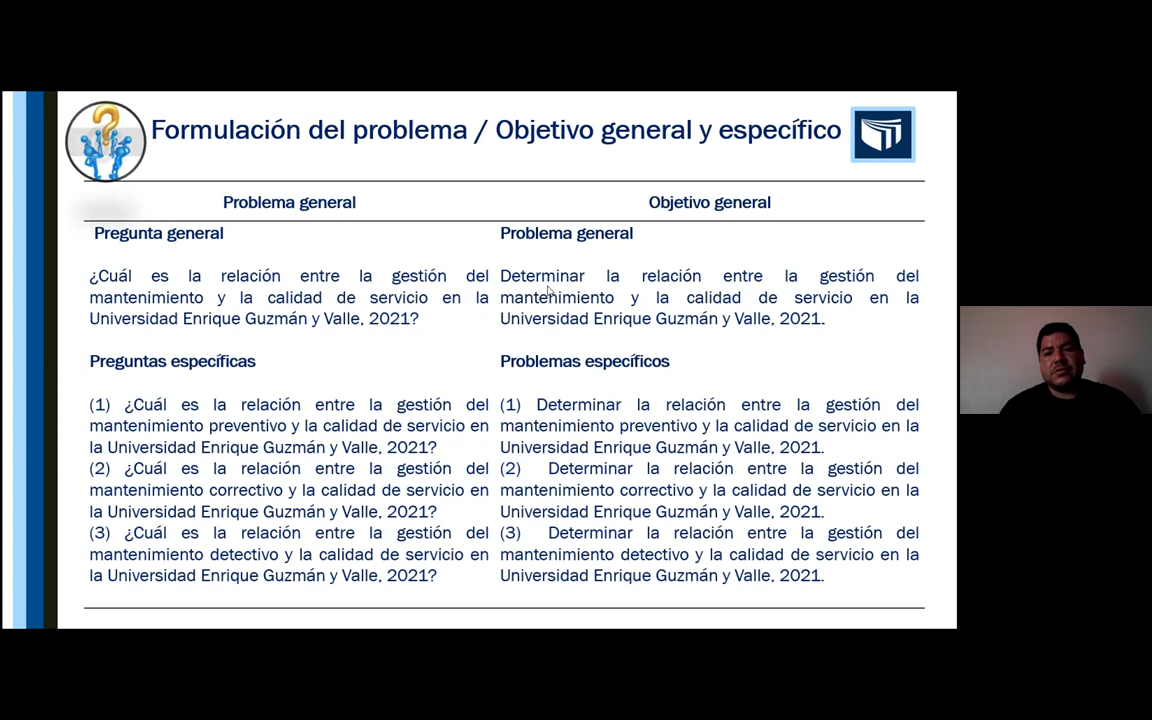 Formulación del problema / Objetivo general y específico
Problema general
Objetivo general
Pregunta general
¿Cuál es la relación entre la gestión del
mantenimiento y la calidad de servicio en la
Universidad Enrique Guzmán y Valle, 2021?
Preguntas específicas
(1) ¿Cuál es la relación entre la gestión del
mantenimiento preventivo y la calidad de servicio en
la Universidad Enrique Guzmán y Valle, 2021?
(2) ¿Cuál es la relación entre la gestión del
mantenimiento correctivo y la calidad de servicio en
la Universidad Enrique Guzmán y Valle, 2021?
(3) ¿Cuál es la relación entre la gestión del
mantenimiento detectivo y la calidad de servicio en
la Universidad Enrique Guzmán y Valle, 2021?
Problema general
Determinar la relación entre la gestión del
mantenimiento y la calidad de servicio en la
Universidad Enrique Guzmán y Valle, 2021.
Problemas específicos
(1) Determinar la relación entre la gestión del
mantenimiento preventivo y la calidad de servicio en la
Universidad Enrique Guzmán y Valle, 2021.
(2) Determinar la relación entre la gestión del
mantenimiento correctivo y la calidad de servicio en la
Universidad Enrique Guzmán y Valle, 2021.
(3) Determinar la relación entre la gestión del
mantenimiento detectivo y la calidad de servicio en la
Universidad Enrique Guzmán y Valle, 2021.